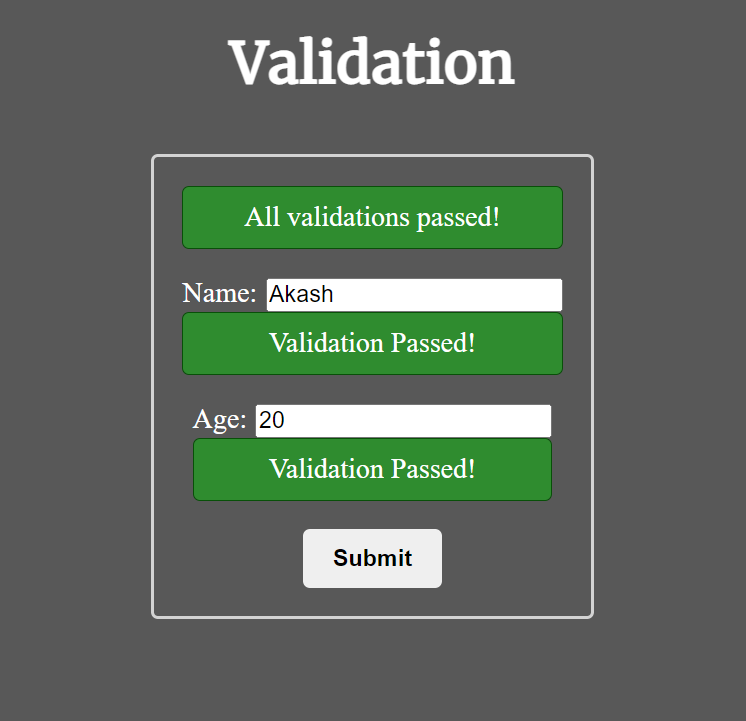 Validation
All validations passed!
Name: Akash
Validation Passed!
Age: 20
Validation Passed!
Submit